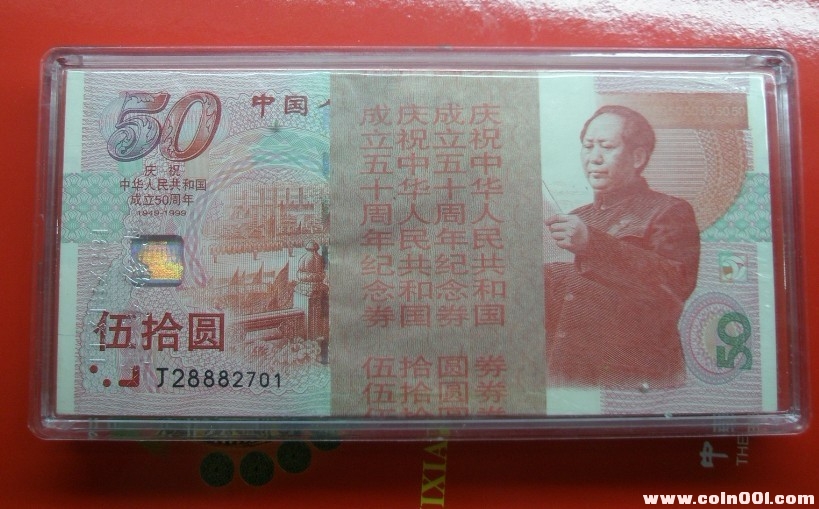 50
中国
庆祝
中华人民共和国
成立50周年
1949-1999
伍拾圆
J28882701
庆祝中华人民共和国
成立五十周年纪念券
庆祝中华人民共和国
成立五十周年纪念券
伍拾圆券
伍拾圆券
50
中
THE
IXIA
www.coin001.com